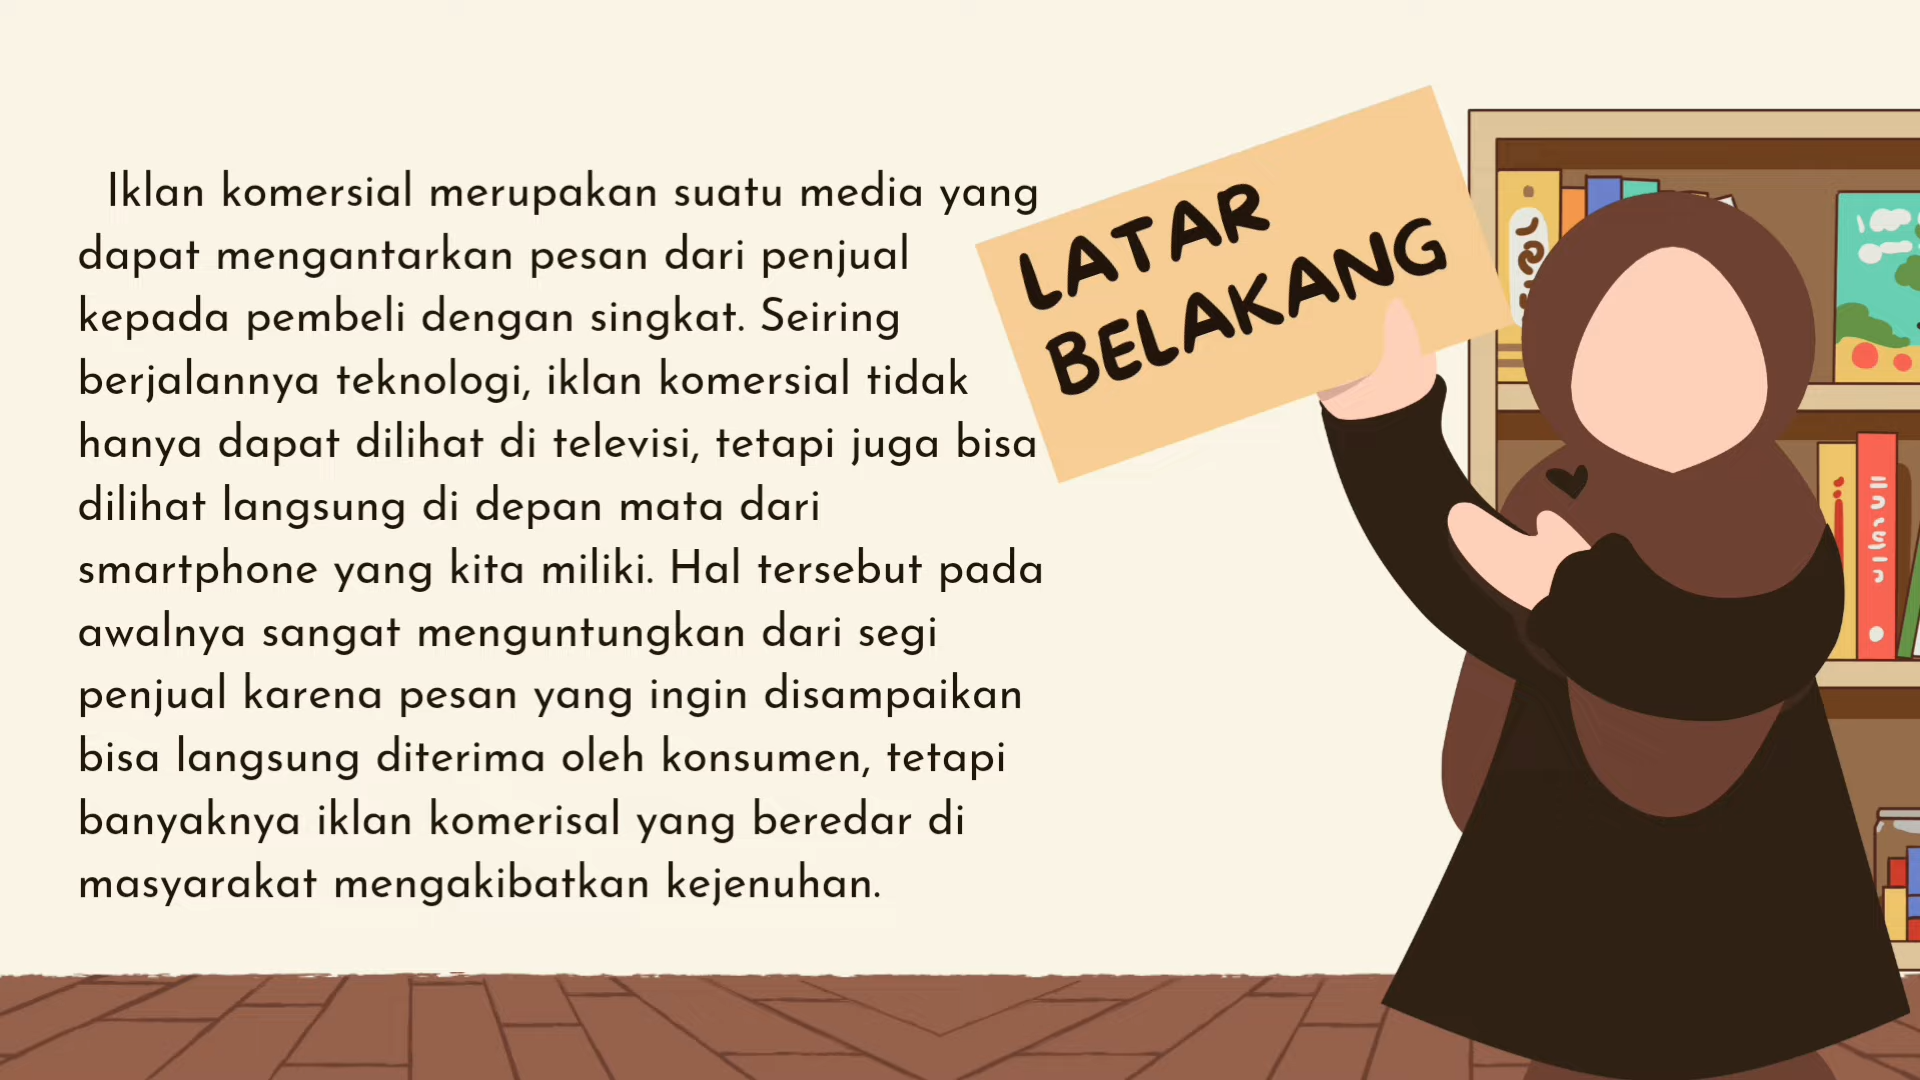 Iklan komersial merupakan suatu media yang
dapat mengantarkan pesan dari penjual
kepada pembeli dengan singkat. Seiring
berjalannya teknologi, iklan komersial tidak
hanya dapat dilihat di televisi, tetapi juga bisa
dilihat langsung di depan mata dari
smartphone yang kita miliki. Hal tersebut pada
awalnya sangat menguntungkan dari segi
penjual karena pesan yang ingin disampaikan
bisa langsung diterima oleh konsumen, tetapi
banyaknya iklan komerisal yang beredar di
masyarakat mengakibatkan kejenuhan.
LATAR
BELAKANG